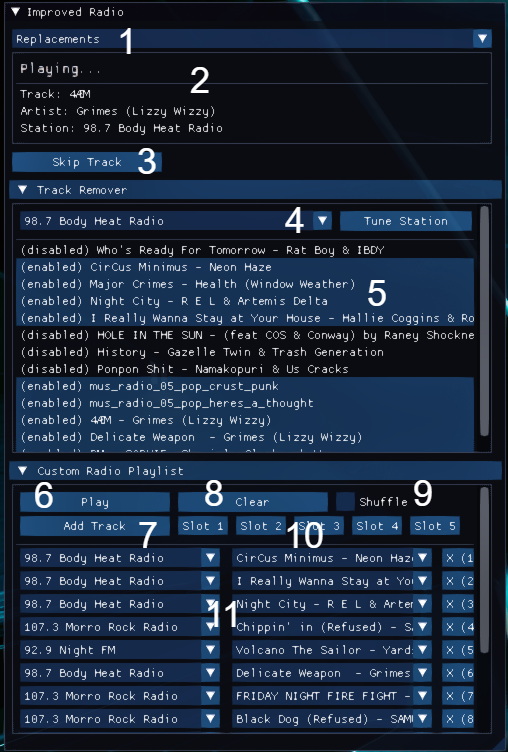 Improved Radio
Replacements
1
Playing...
2
Track: 4ÆM
Artist: Grimes (Lizzy Wizzy)
Station: 98.7 Body Heat Radio
Skip Track
3
Track Remover
98.7 Body Heat Radio
4
Tune Station
(disabled) Who's Ready For Tomorrow - Rat Boy & IBDY
(enabled) CirCus Minimus - Neon Haze
(enabled) Major Crimes - Health (Window Weather)
5
(enabled) Night City - R E L & Artemis Delta
(enabled) I Really Wanna Stay at Your House - Hallie Coggins & Ro
(disabled) HOLE IN THE SUN - (feat COS & Conway) by Raney Shockne
(disabled) History - Gazelle Twin & Trash Generation
(disabled) Ponpon Shit - Namakopuri & Us Cracks
(enabled) mus_radio_05_pop_crust_punk
(enabled) mus_radio_05_pop_heres_a_thought
(enabled) 4ÆM - Grimes (Lizzy Wizzy)
(enabled) Delicate Weapon - Grimes (Lizzy Wizzy)
Custom Radio Playlist
6 Play 8 Clear Shuffle 9
Add Track 7 Slot 1 Slot 2 Slot 3 Slot 4 Slot 5
10
98.7 Body Heat Radio CirCus Minimus - Neon Haz X (1
98.7 Body Heat Radio I Really Wanna Stay at Yo X (2
98.7 Body Heat Radio Night City - R E L & Arte X (3
11
107.3 Morro Rock Radio Chippin' in (Refused) - S X (4
92.9 Night FM Volcano The Sailor - Yard X (5
98.7 Body Heat Radio Delicate Weapon - Grimes X (6
107.3 Morro Rock Radio FRIDAY NIGHT FIRE FIGHT - X (7
107.3 Morro Rock Radio Black Dog (Refused) - SAM X (8